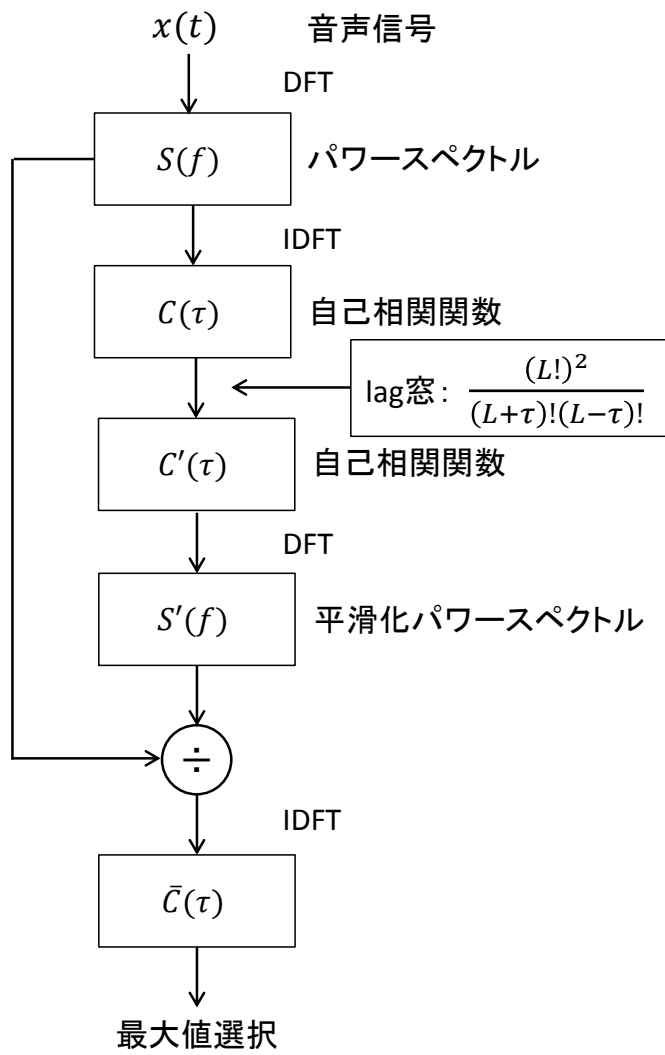 x(t) 音声信号
DFT
S(f) パワースペクトル
IDFT
C(τ) 自己相関関数
lag窓: (L!)² / (L+τ)!(L−τ)!
C′(τ) 自己相関関数
DFT
S′(f) 平滑化パワースペクトル
÷
IDFT
C̄(τ)
最大値選択